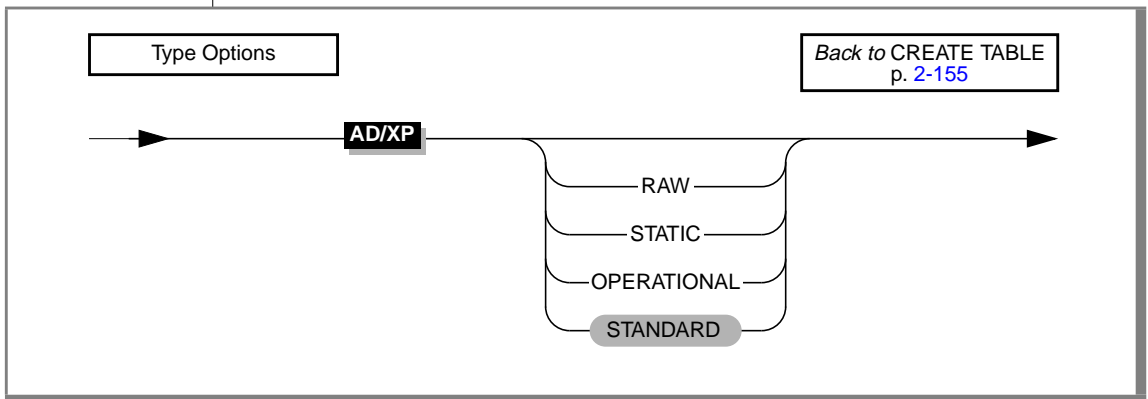 Type Options
Back to CREATE TABLE
p. 2-155
AD/XP
RAW
STATIC
OPERATIONAL
STANDARD